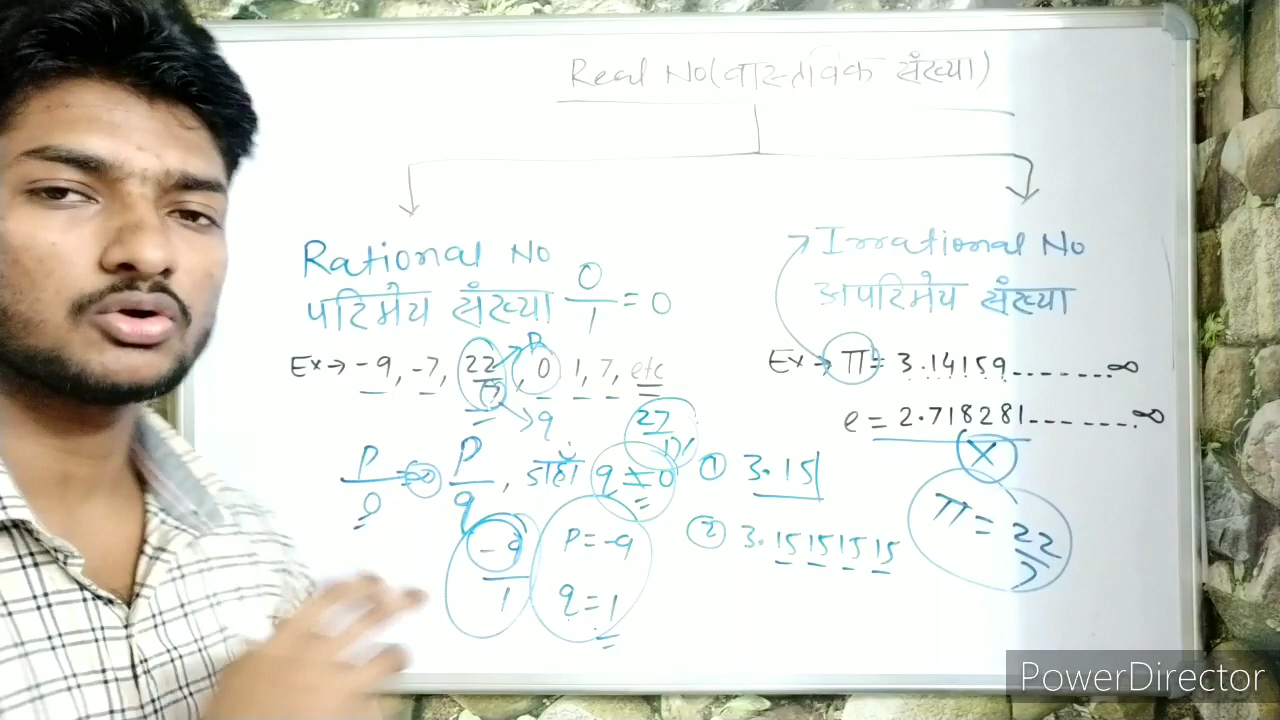 Real No(वास्तविक संख्या)
Rational No
परिमेय संख्या 0/1 = 0
Ex→ -9, -7, 22/7, 0, 1, 7, etc
P
q
P/0 = ∞ P/q, जहाँ q ≠ 0
-9/1 P = -9
q = 1
① 3.15
② 3.15151515
Irrational No
अपरिमेय संख्या
Ex→ π = 3.14159.......∞
e = 2.718281.......∞
X
π = 22/7
PowerDirector